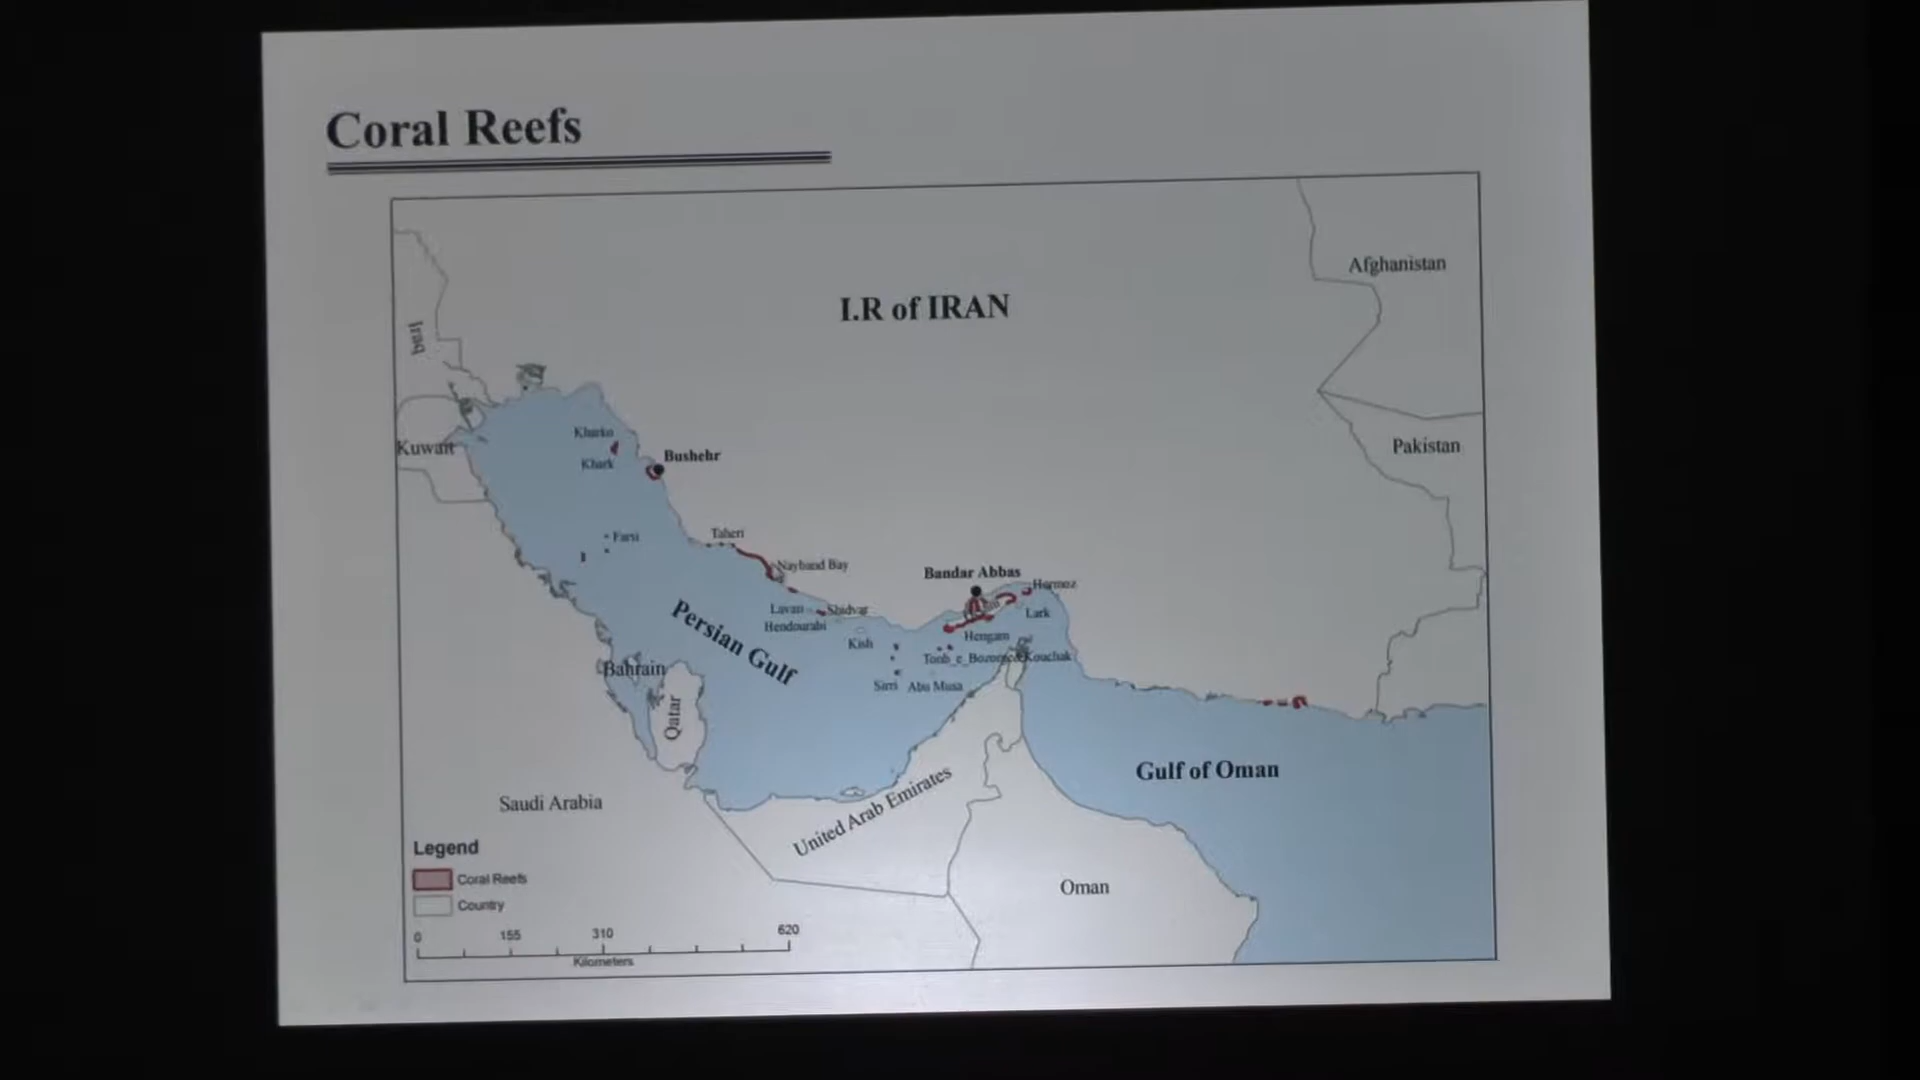 Coral Reefs
Afghanistan
I.R of IRAN
Iraq
Kharko
Kuwait
Bushehr
Pakistan
Khark
Taheri
Farsi
Nayband Bay
Bandar Abbas
Hormoz
Lavan
Shidvar
Lark
Hendourabi
Persian Gulf
Kish
Hengam
Bahrain
Sirri
Abu Musa
Qatar
Gulf of Oman
Saudi Arabia
United Arab Emirates
Oman
Legend
Coral Reefs
Country
0 155 310 620
Kilometers